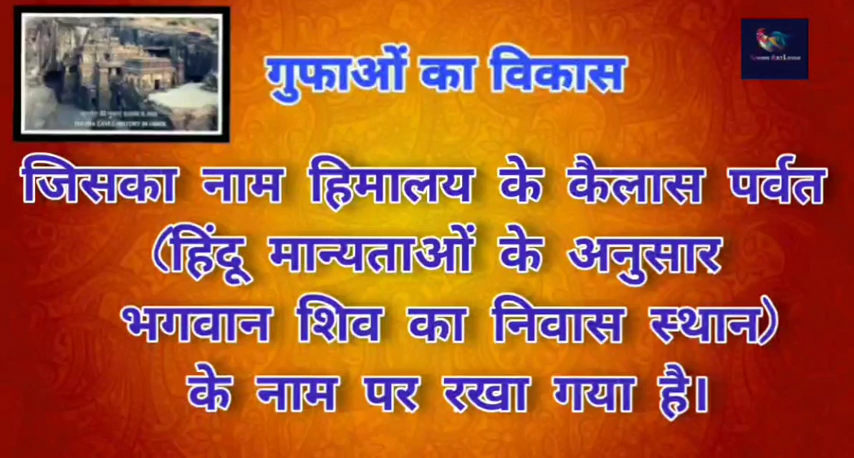 गुफाओं का विकास
जिसका नाम हिमालय के कैलास पर्वत
(हिंदू मान्यताओं के अनुसार
भगवान शिव का निवास स्थान)
के नाम पर रखा गया है।